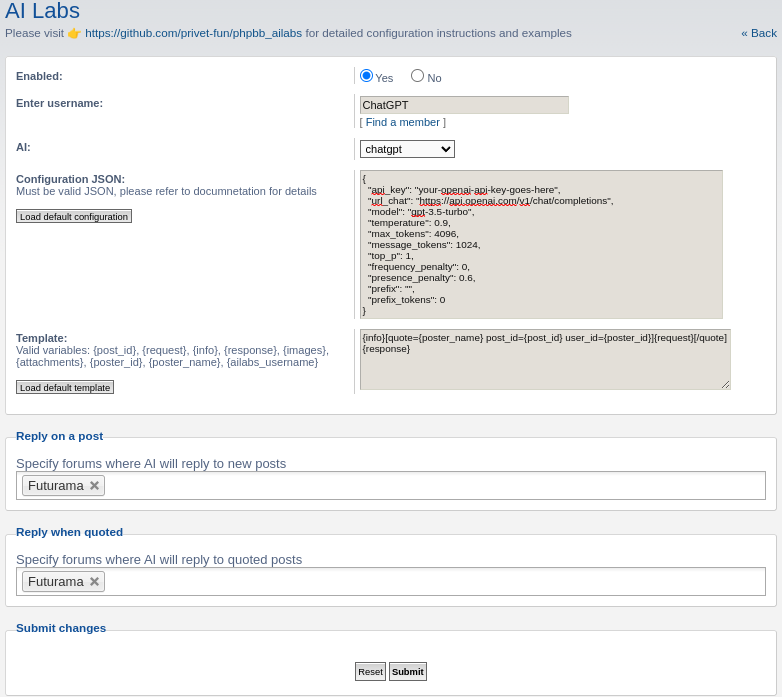 AI Labs
Please visit 👉 https://github.com/privet-fun/phpbb_ailabs for detailed configuration instructions and examples
« Back
Enabled:
Yes No
Enter username:
ChatGPT
[ Find a member ]
AI:
chatgpt
Configuration JSON:
Must be valid JSON, please refer to documnetation for details
Load default configuration
{
"api_key": "your-openai-api-key-goes-here",
"url_chat": "https://api.openai.com/v1/chat/completions",
"model": "gpt-3.5-turbo",
"temperature": 0.9,
"max_tokens": 4096,
"message_tokens": 1024,
"top_p": 1,
"frequency_penalty": 0,
"presence_penalty": 0.6,
"prefix": "",
"prefix_tokens": 0
}
Template:
Valid variables: {post_id}, {request}, {info}, {response}, {images},
{attachments}, {poster_id}, {poster_name}, {ailabs_username}
Load default template
{info}[quote={poster_name} post_id={post_id} user_id={poster_id}]{request}[/quote]
{response}
Reply on a post
Specify forums where AI will reply to new posts
Futurama ×
Reply when quoted
Specify forums where AI will reply to quoted posts
Futurama ×
Submit changes
Reset Submit